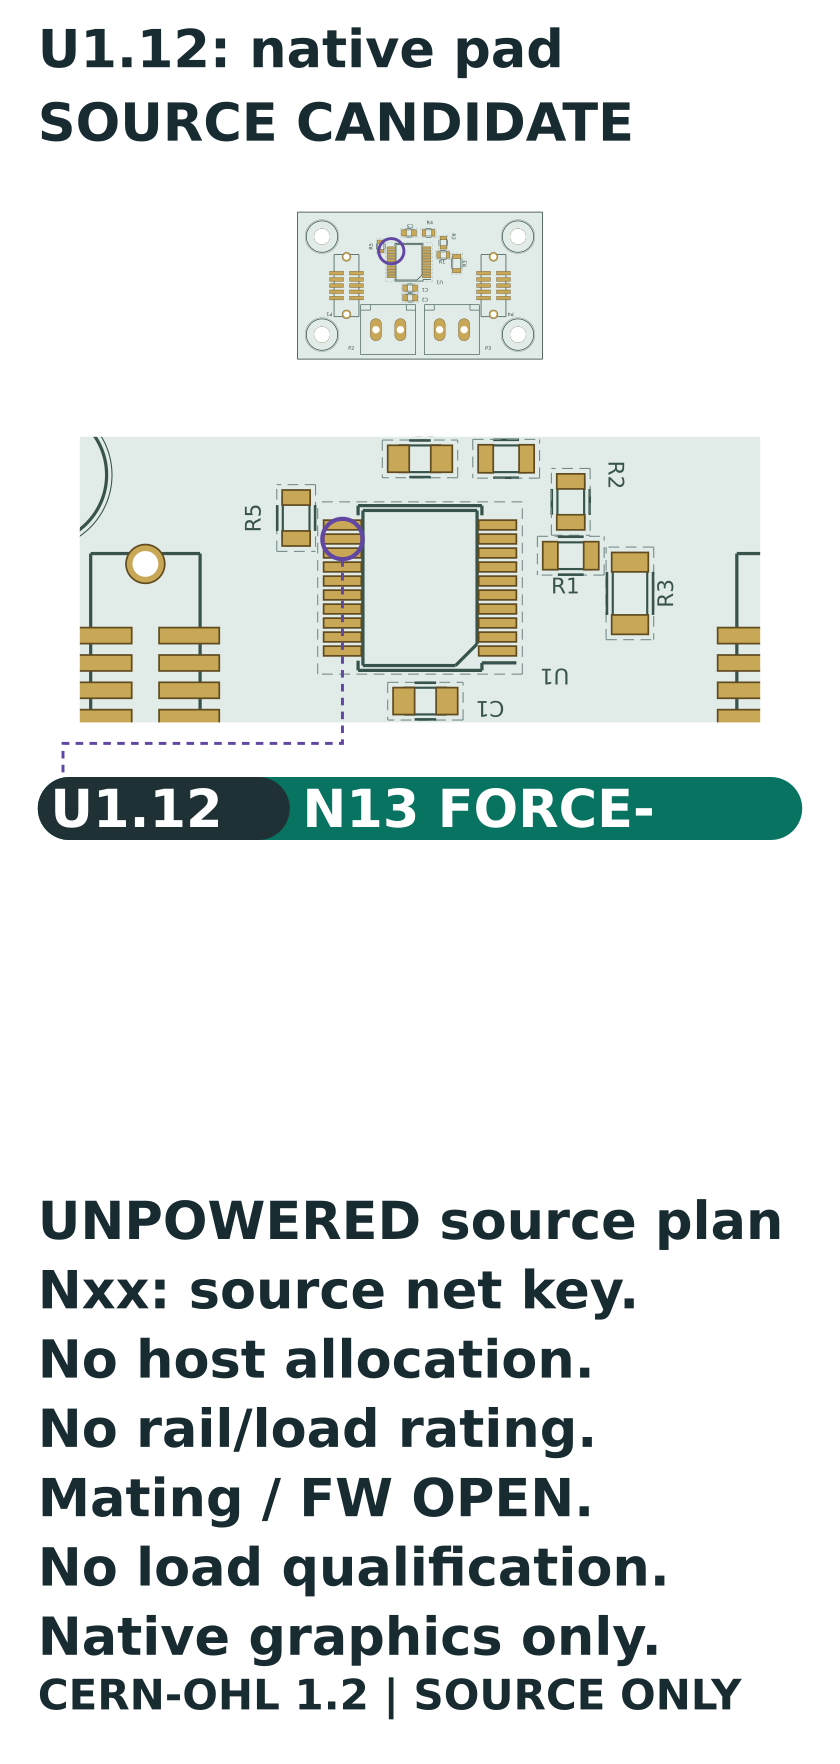 U1.12: native pad
SOURCE CANDIDATE
R5
R2
R1
R3
U1
C1
U1.12 N13 FORCE-
UNPOWERED source plan
Nxx: source net key.
No host allocation.
No rail/load rating.
Mating / FW OPEN.
No load qualification.
Native graphics only.
CERN-OHL 1.2 | SOURCE ONLY